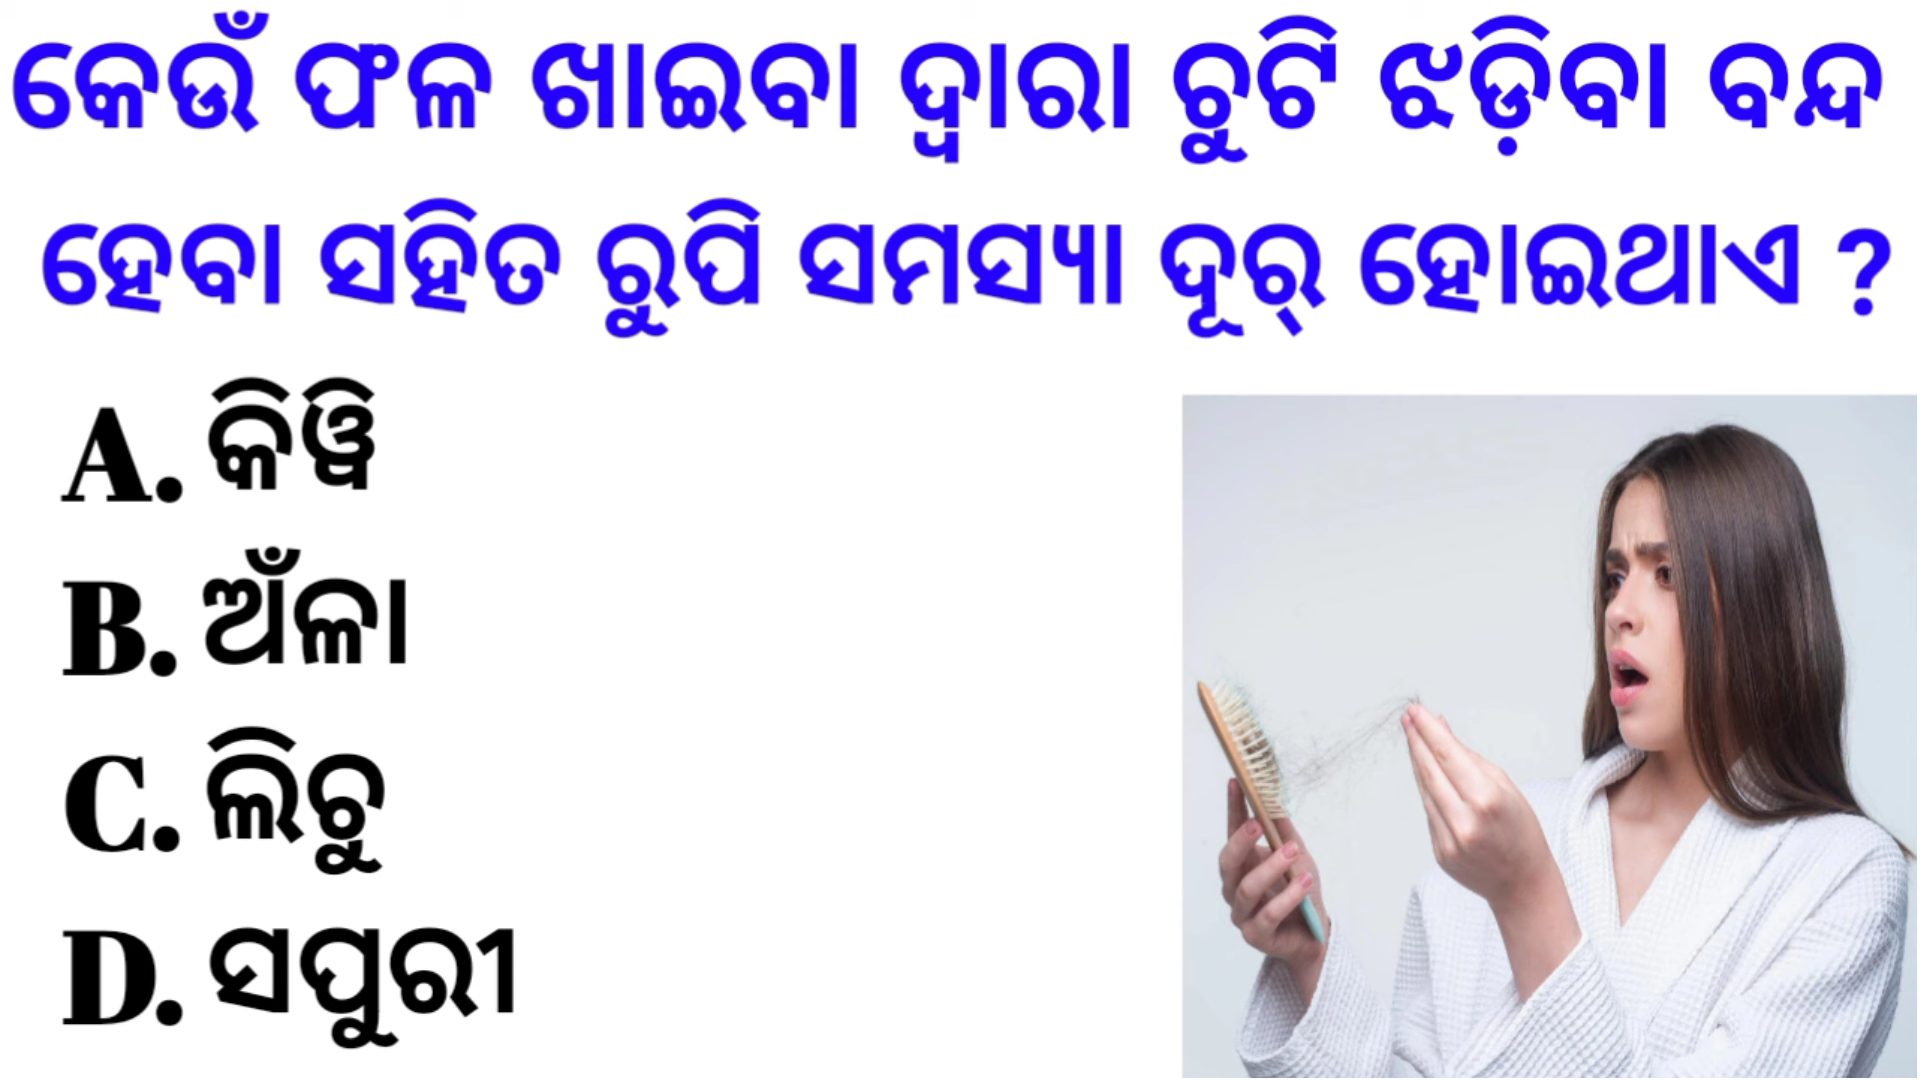 କେଉଁ ଫଳ ଖାଇବା ଦ୍ୱାରା ଚୁଟି ଝଡ଼ିବା ବନ୍ଦ
ହେବା ସହିତ ରୁପି ସମସ୍ୟା ଦୂର୍ ହୋଇଥାଏ ?
A. କିୱି
B. ଅଁଳା
C. ଲିଚୁ
D. ସପୁରୀ